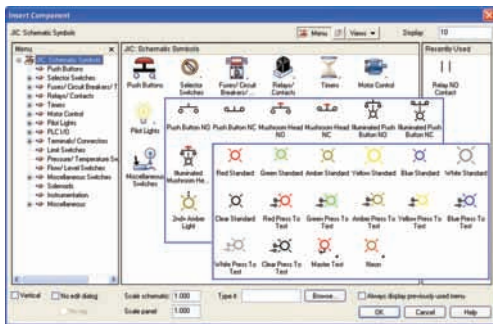 Insert Component
JIC: Schematic Symbols
Menu
Views
Display:
10
Menu
JIC: Schematic Symbols
Recently Used
JIC: Schematic Symbols
Push Buttons
Selector Switches
Fuses/ Circuit Breakers/ T
Relays/ Contacts
Timers
Motor Control
Pilot Lights
PLC I/O
Terminals/ Connectors
Limit Switches
Pressure/ Temperature Sw
Flow/ Level Switches
Miscellaneous Switches
Solenoids
Instrumentation
Miscellaneous
Push Buttons
Selector Switches
Fuses/ Circuit Breakers/ ...
Relays/ Contacts
Timers
Motor Control
Relay NO Contact
Pilot Lights
Push Button NO
Push Button NC
Mushroom Head NO
Mushroom Head NC
Illuminated Push Button NO
Illuminated Push Button NC
Miscellaneous Switches
Illuminated Mushroom He...
2nd+ Amber Light
Red Standard
Green Standard
Amber Standard
Yellow Standard
Blue Standard
White Standard
Clear Standard
Red Press To Test
Green Press To Test
Amber Press To Test
Yellow Press To Test
Blue Press To Test
White Press To Test
Clear Press To Test
Master Test
Neon
Vertical
No edit dialog
No tag
Scale schematic:
1.000
Scale panel:
1.000
Type it:
Browse...
Always display previously used menu
OK
Cancel
Help